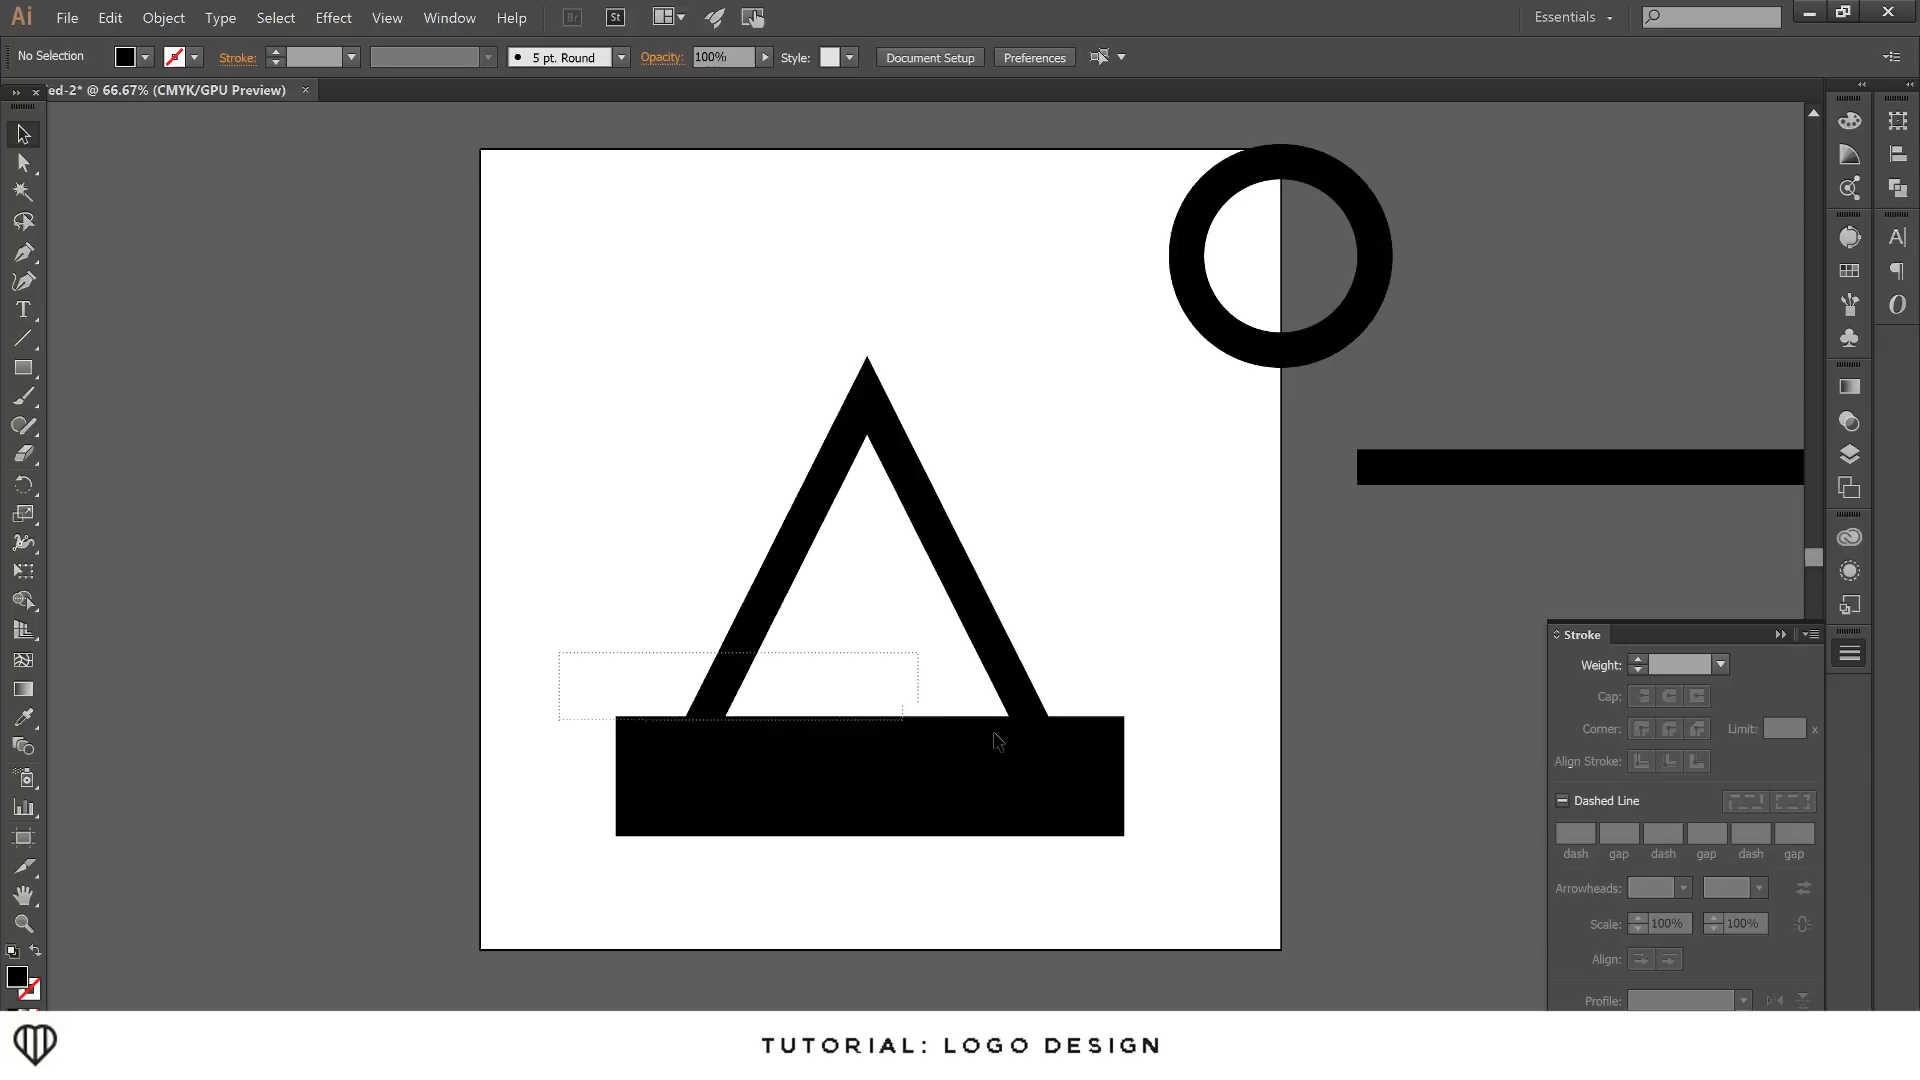 Ai File Edit Object Type Select Effect View Window Help Br St Essentials
No Selection Stroke: 5 pt. Round Opacity: 100% Style: Document Setup Preferences
ed-2* @ 66.67% (CMYK/GPU Preview) ×
Stroke
Weight:
Cap:
Corner: Limit: x
Align Stroke:
Dashed Line
dash gap dash gap dash gap
Arrowheads:
Scale: 100% 100%
Align:
Profile:
TUTORIAL: LOGO DESIGN